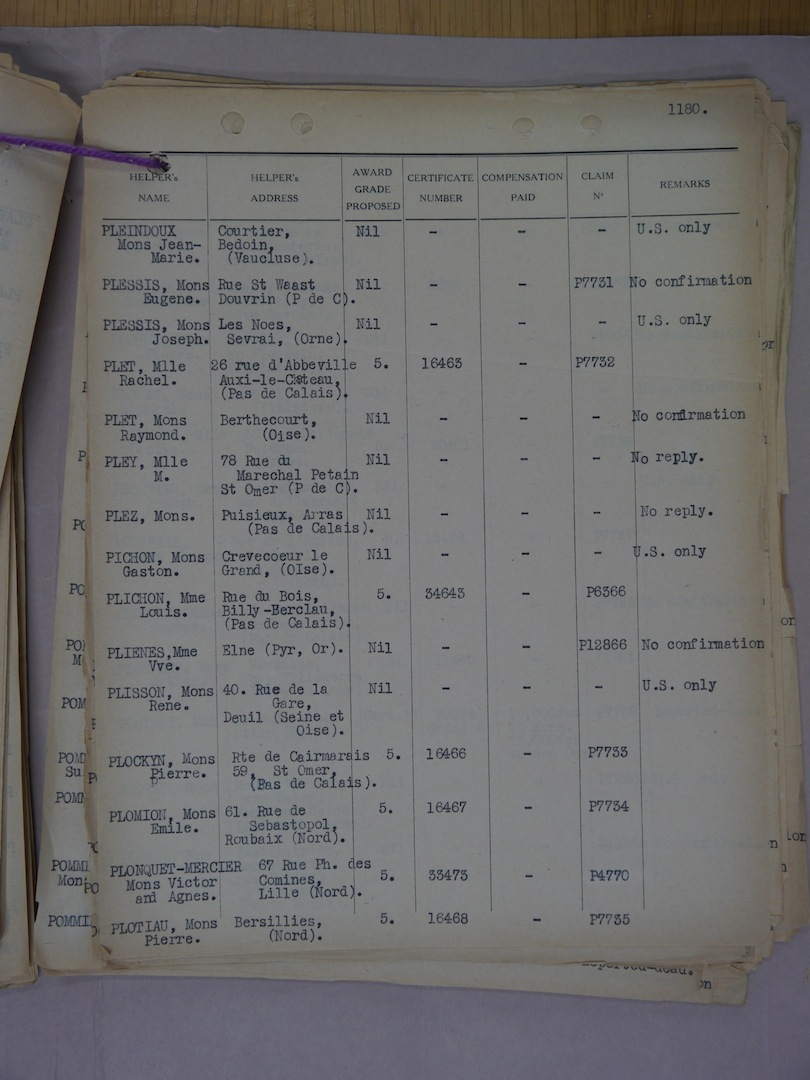 1180.
HELPER's NAME HELPER's ADDRESS AWARD GRADE PROPOSED CERTIFICATE NUMBER COMPENSATION PAID CLAIM Nº REMARKS
PLEINDOUX Courtier, Nil - - - U.S. only
Mons Jean- Bedoin,
Marie. (Vaucluse).
PLESSIS, Mons Rue St Waast Nil - - P7731 No confirmation
Eugene. Douvrin (P de C).
PLESSIS, Mons Les Noes, Nil - - - U.S. only
Joseph. Sevrai, (Orne).
PLET, Mlle 26 rue d'Abbeville 5. 16463 - P7732
Rachel. Auxi-le-Chateau,
(Pas de Calais).
PLET, Mons Berthecourt, Nil - - - No confirmation
Raymond. (Oise).
PLEY, Mlle 78 Rue du Nil - - - No reply.
M. Marechal Petain
St Omer (P de C).
PLEZ, Mons. Puisieux, Arras Nil - - - No reply.
(Pas de Calais).
PICHON, Mons Crevecoeur le Nil - - - U.S. only
Gaston. Grand, (OIse).
PLICHON, Mme Rue du Bois, 5. 34643 - P6366
Louis. Billy-Berclau,
(Pas de Calais).
PLIENES,Mme Elne (Pyr, Or). Nil - - P12866 No confirmation
Vve.
PLISSON, Mons 40. Rue de la Nil - - - U.S. only
Rene. Gare,
Deuil (Seine et
Oise).
PLOCKYN, Mons Rte de Cairmarais 5. 16466 - P7733
Pierre. 59, St Omer,
(Pas de Calais).
PLOMION, Mons 61. Rue de 5. 16467 - P7734
Emile. Sebastopol,
Roubaix (Nord).
PLONQUET-MERCIER 67 Rue Ph. des
Mons Victor Comines, 5. 33473 - P4770
and Agnes. Lille (Nord).
PLOTIAU, Mons Bersillies, 5. 16468 - P7735
Pierre. (Nord).